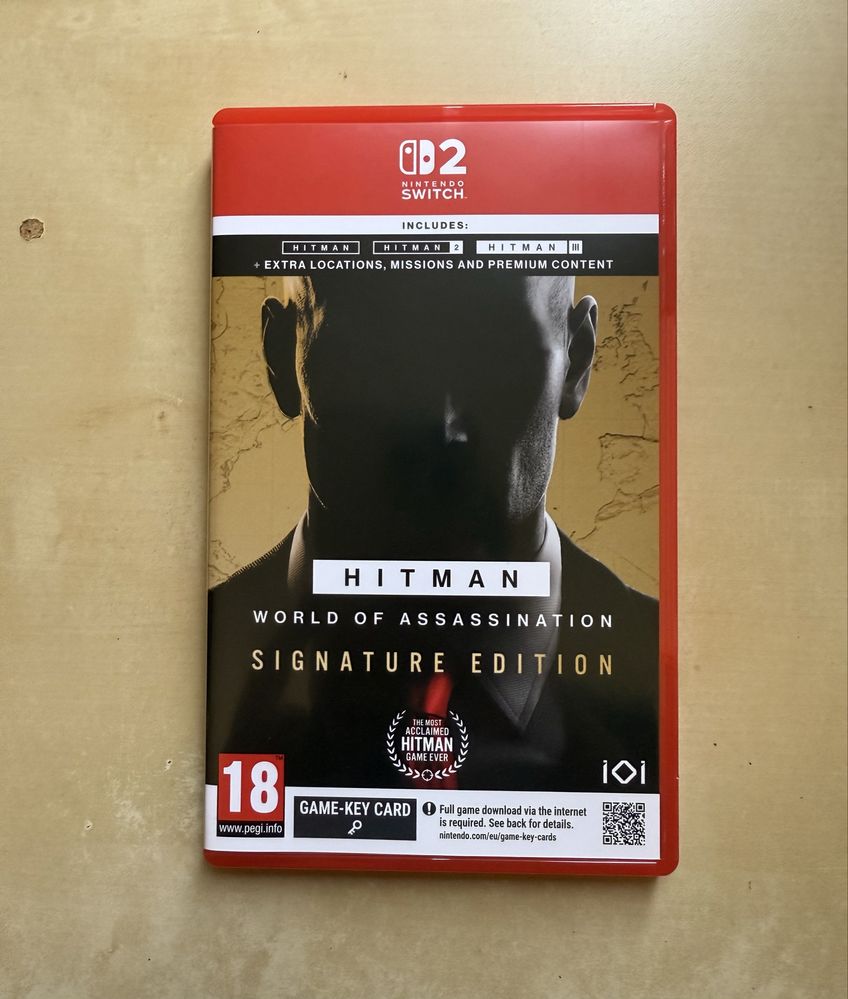 2
NINTENDO
SWITCH™
INCLUDES:
HITMAN HITMAN 2 HITMAN III
+ EXTRA LOCATIONS, MISSIONS AND PREMIUM CONTENT
HITMAN
WORLD OF ASSASSINATION
SIGNATURE EDITION
THE MOST
ACCLAIMED
HITMAN
GAME EVER
IOI
18™
www.pegi.info
GAME-KEY CARD
! Full game download via the internet
is required. See back for details.
nintendo.com/eu/game-key-cards